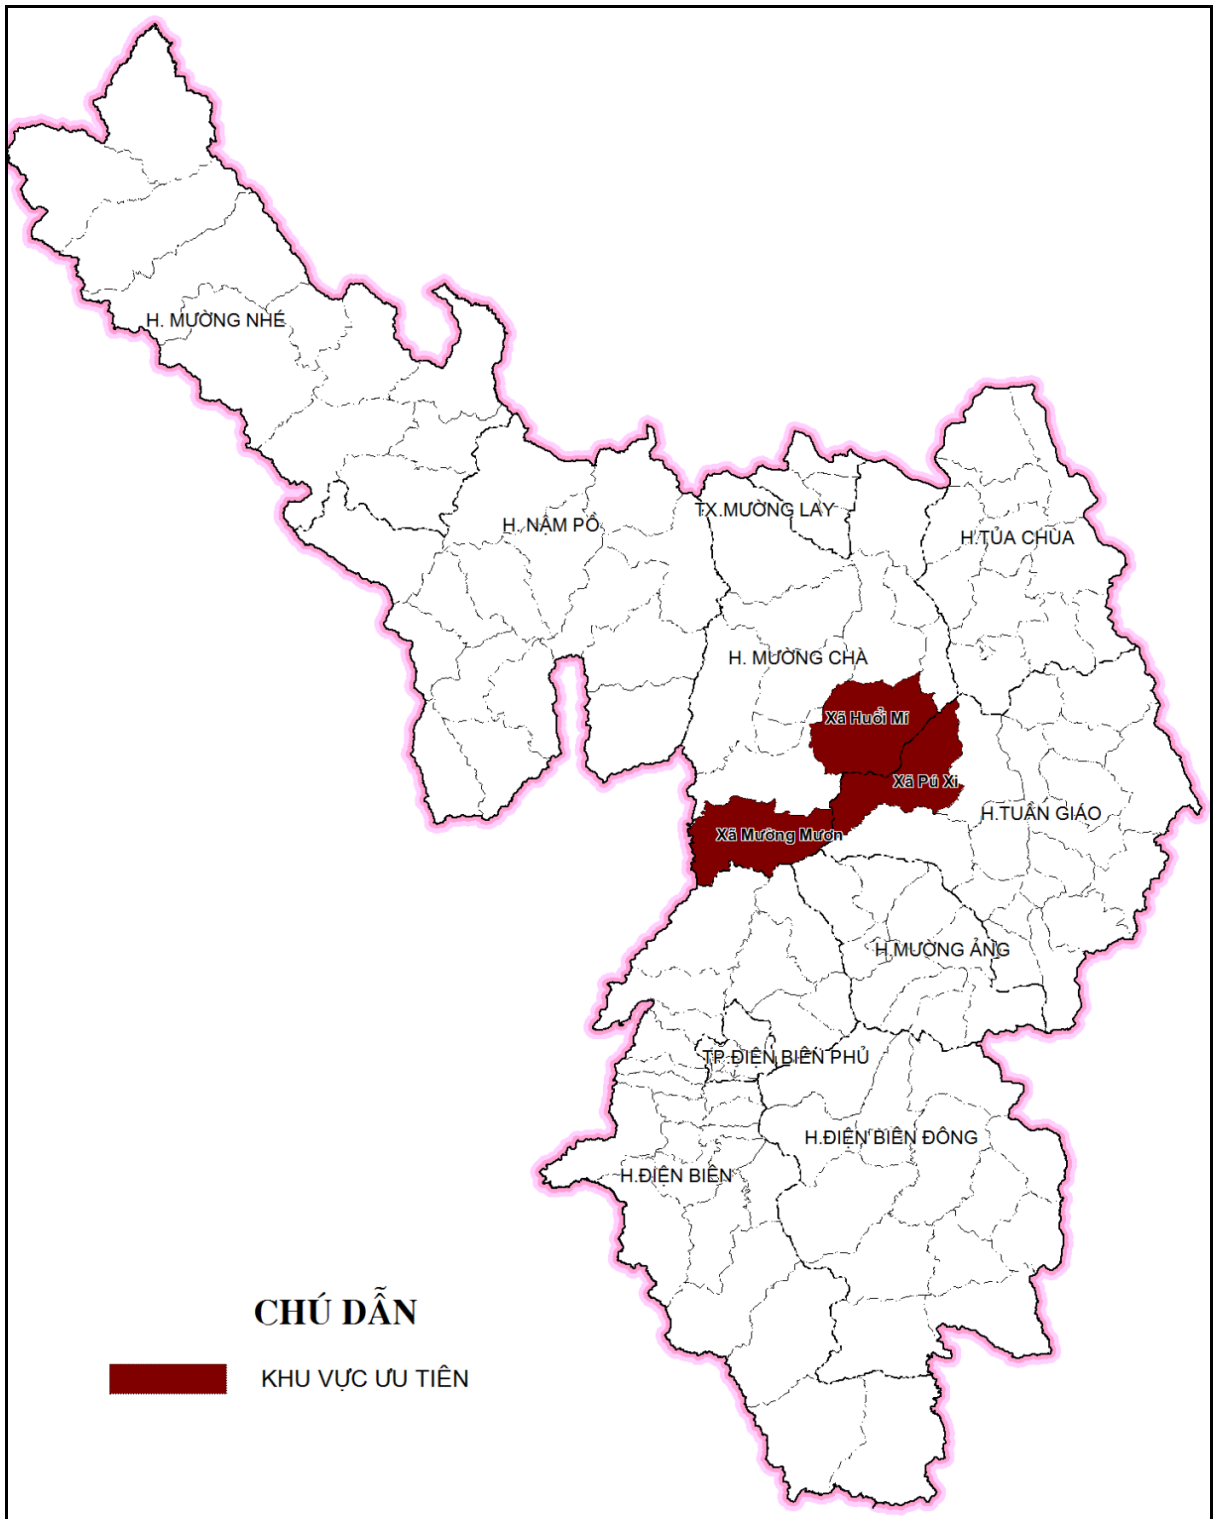 H. MƯỜNG NHÉ
TX.MƯỜNG LAY
H. NẬM PỒ
H.TỦA CHÙA
H. MƯỜNG CHÀ
Xã Huổi Mí
Xã Pú Xi
H.TUẦN GIÁO
Xã Mường Mươn
H.MƯỜNG ẢNG
TP.ĐIỆN BIÊN PHỦ
H.ĐIỆN BIÊN ĐÔNG
H.ĐIỆN BIÊN
CHÚ DẪN
KHU VỰC ƯU TIÊN